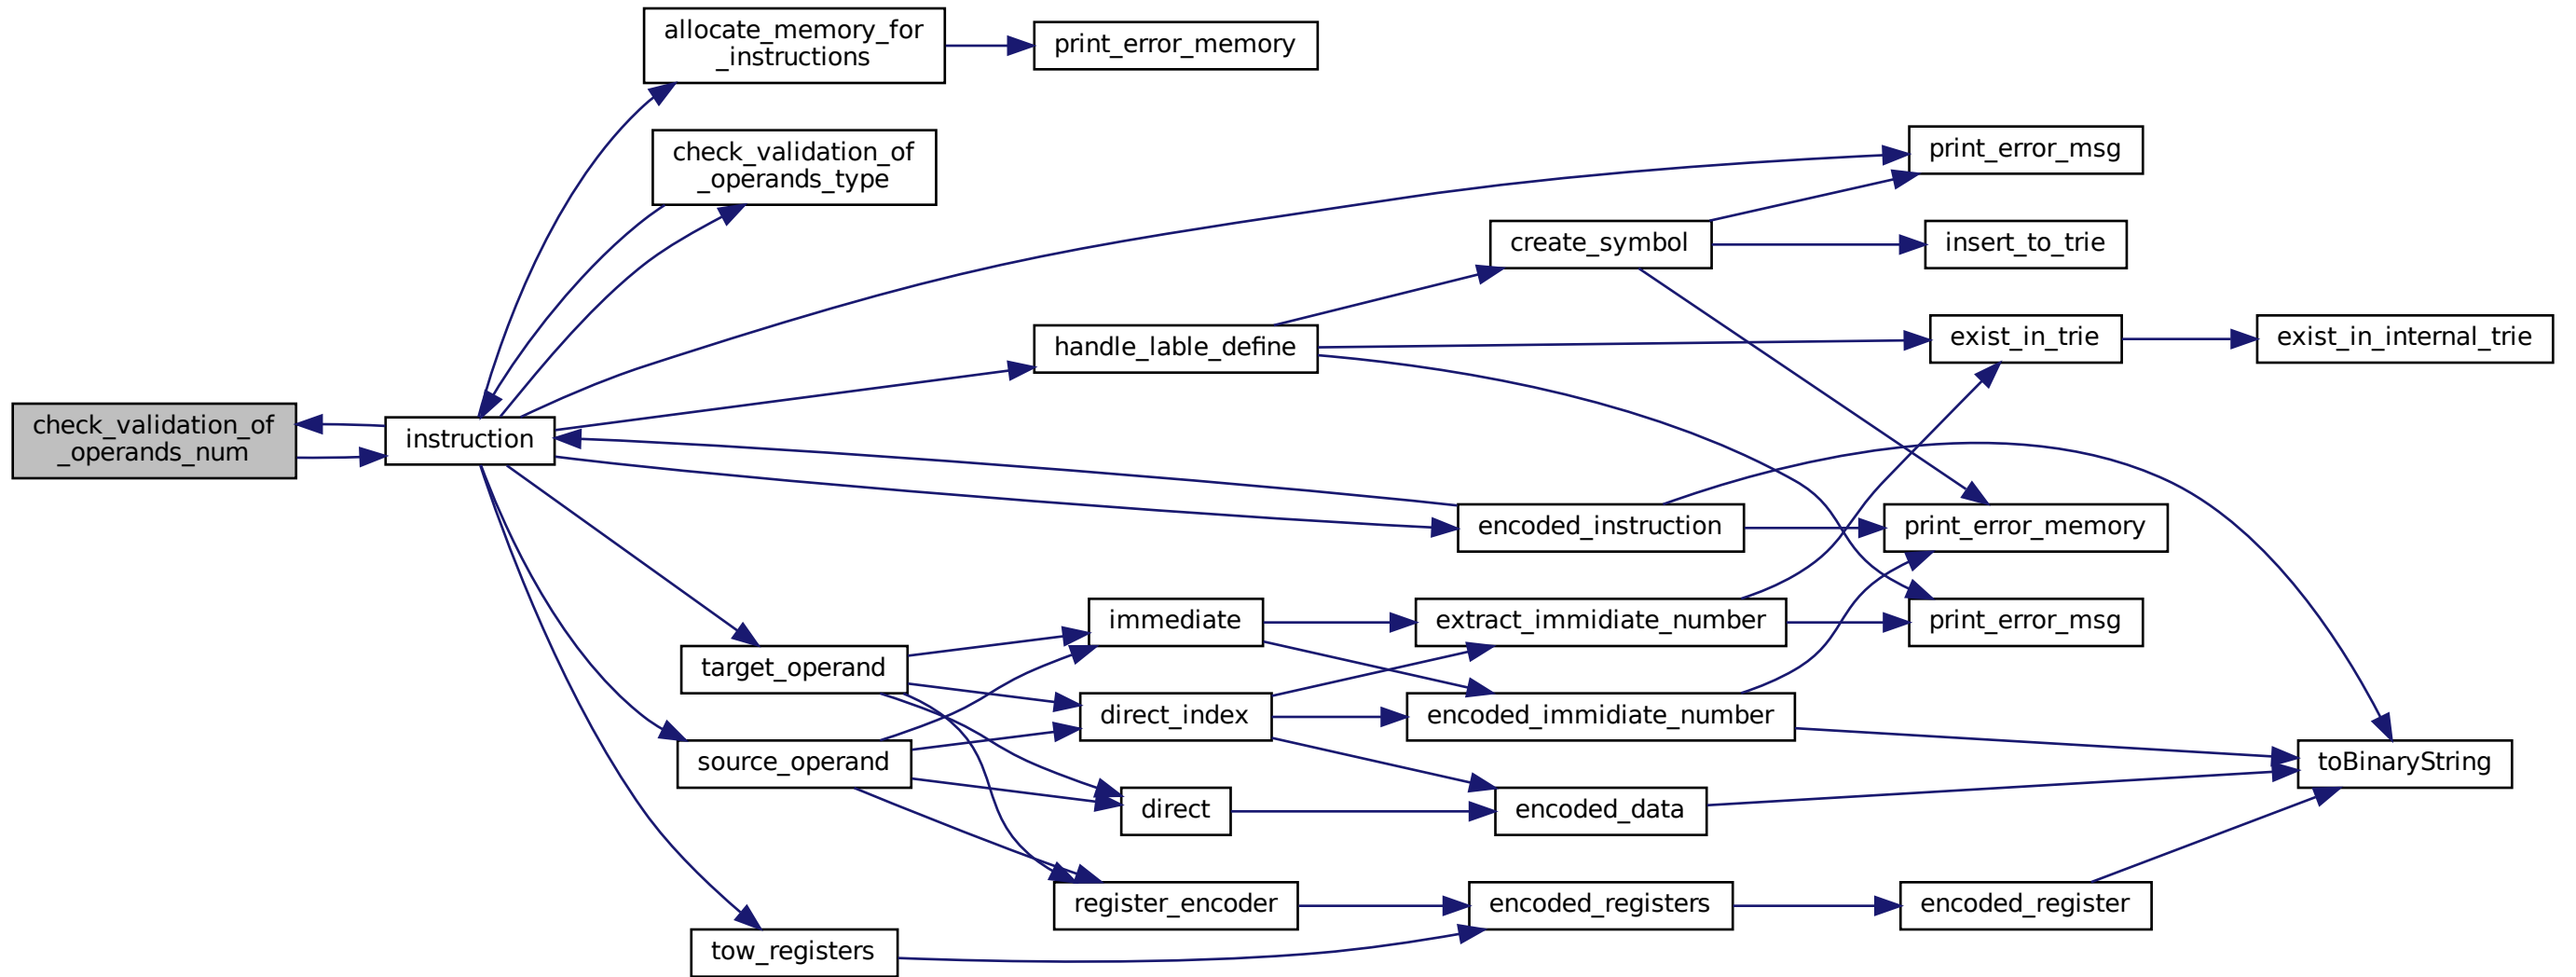 allocate_memory_for
_instructions
print_error_memory
check_validation_of
_operands_type
print_error_msg
create_symbol
insert_to_trie
handle_lable_define
exist_in_trie
exist_in_internal_trie
check_validation_of
_operands_num
instruction
encoded_instruction
print_error_memory
immediate
extract_immidiate_number
print_error_msg
target_operand
direct_index
encoded_immidiate_number
source_operand
toBinaryString
direct
encoded_data
register_encoder
encoded_registers
encoded_register
tow_registers